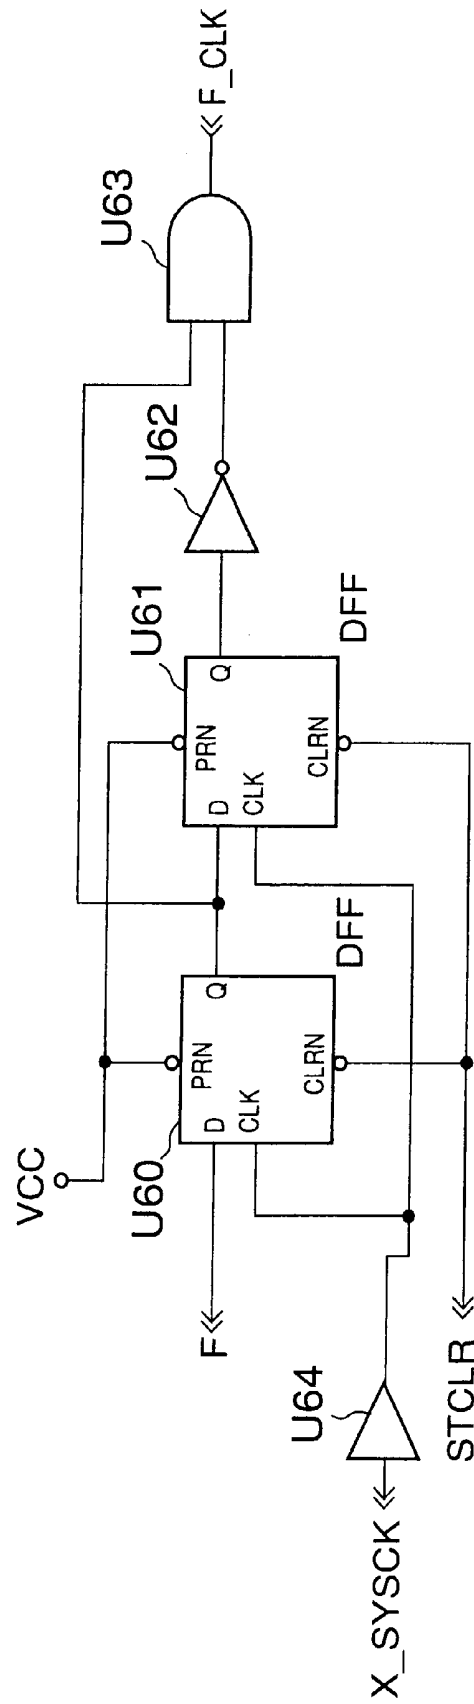 VCC
U60
D
PRN
Q
CLK
CLRN
DFF
U61
D
PRN
Q
CLK
CLRN
DFF
U62
U63
F_CLK
F
U64
X_SYSCK
STCLR